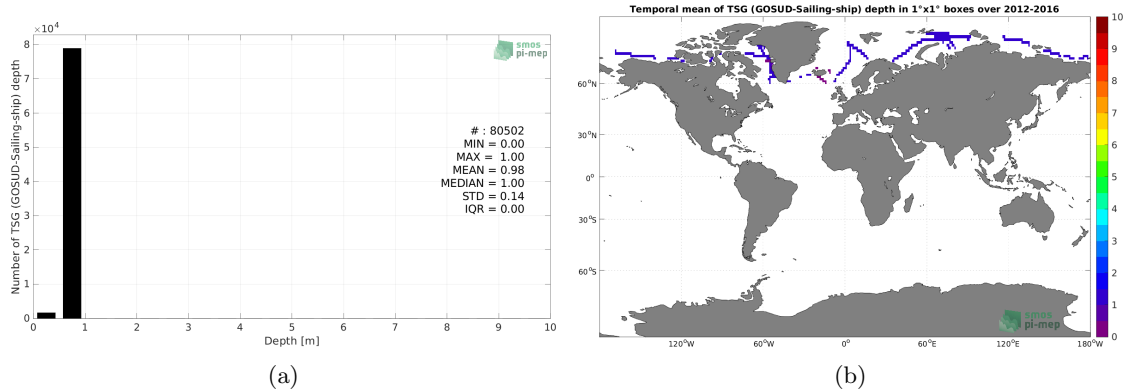 ×10⁴
8
7
6
5
4
3
2
1
0
Number of TSG (GOSUD-Sailing-ship) depth
smos
pi-mep
# : 80502
MIN = 0.00
MAX = 1.00
MEAN = 0.98
MEDIAN = 1.00
STD = 0.14
IQR = 0.00
0 1 2 3 4 5 6 7 8 9 10
Depth [m]
(a)
Temporal mean of TSG (GOSUD-Sailing-ship) depth in 1°x1° boxes over 2012-2016
60°N
30°N
0°
30°S
60°S
120°W 60°W 0° 60°E 120°E 180°W
smos
pi-mep
10
9
8
7
6
5
4
3
2
1
0
(b)